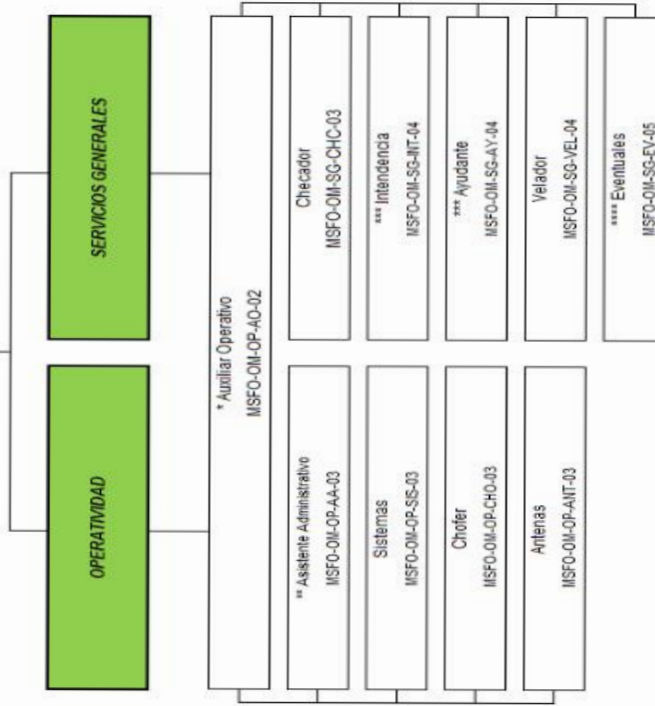 OPERATIVIDAD
SERVICIOS GENERALES
* Auxiliar Operativo
MSFO-OM-OP-AO-02
** Asistente Administrativo
MSFO-OM-OP-AA-03
Sistemas
MSFO-OM-OP-SIS-03
Chofer
MSFO-OM-OP-CHO-03
Antenas
MSFO-OM-OP-ANT-03
Checador
MSFO-OM-SG-CHC-03
*** Intendencia
MSFO-OM-SG-INT-04
*** Ayudante
MSFO-OM-SG-AY-04
Velador
MSFO-OM-SG-VEL-04
**** Eventuales
MSFO-OM-SG-EV-05